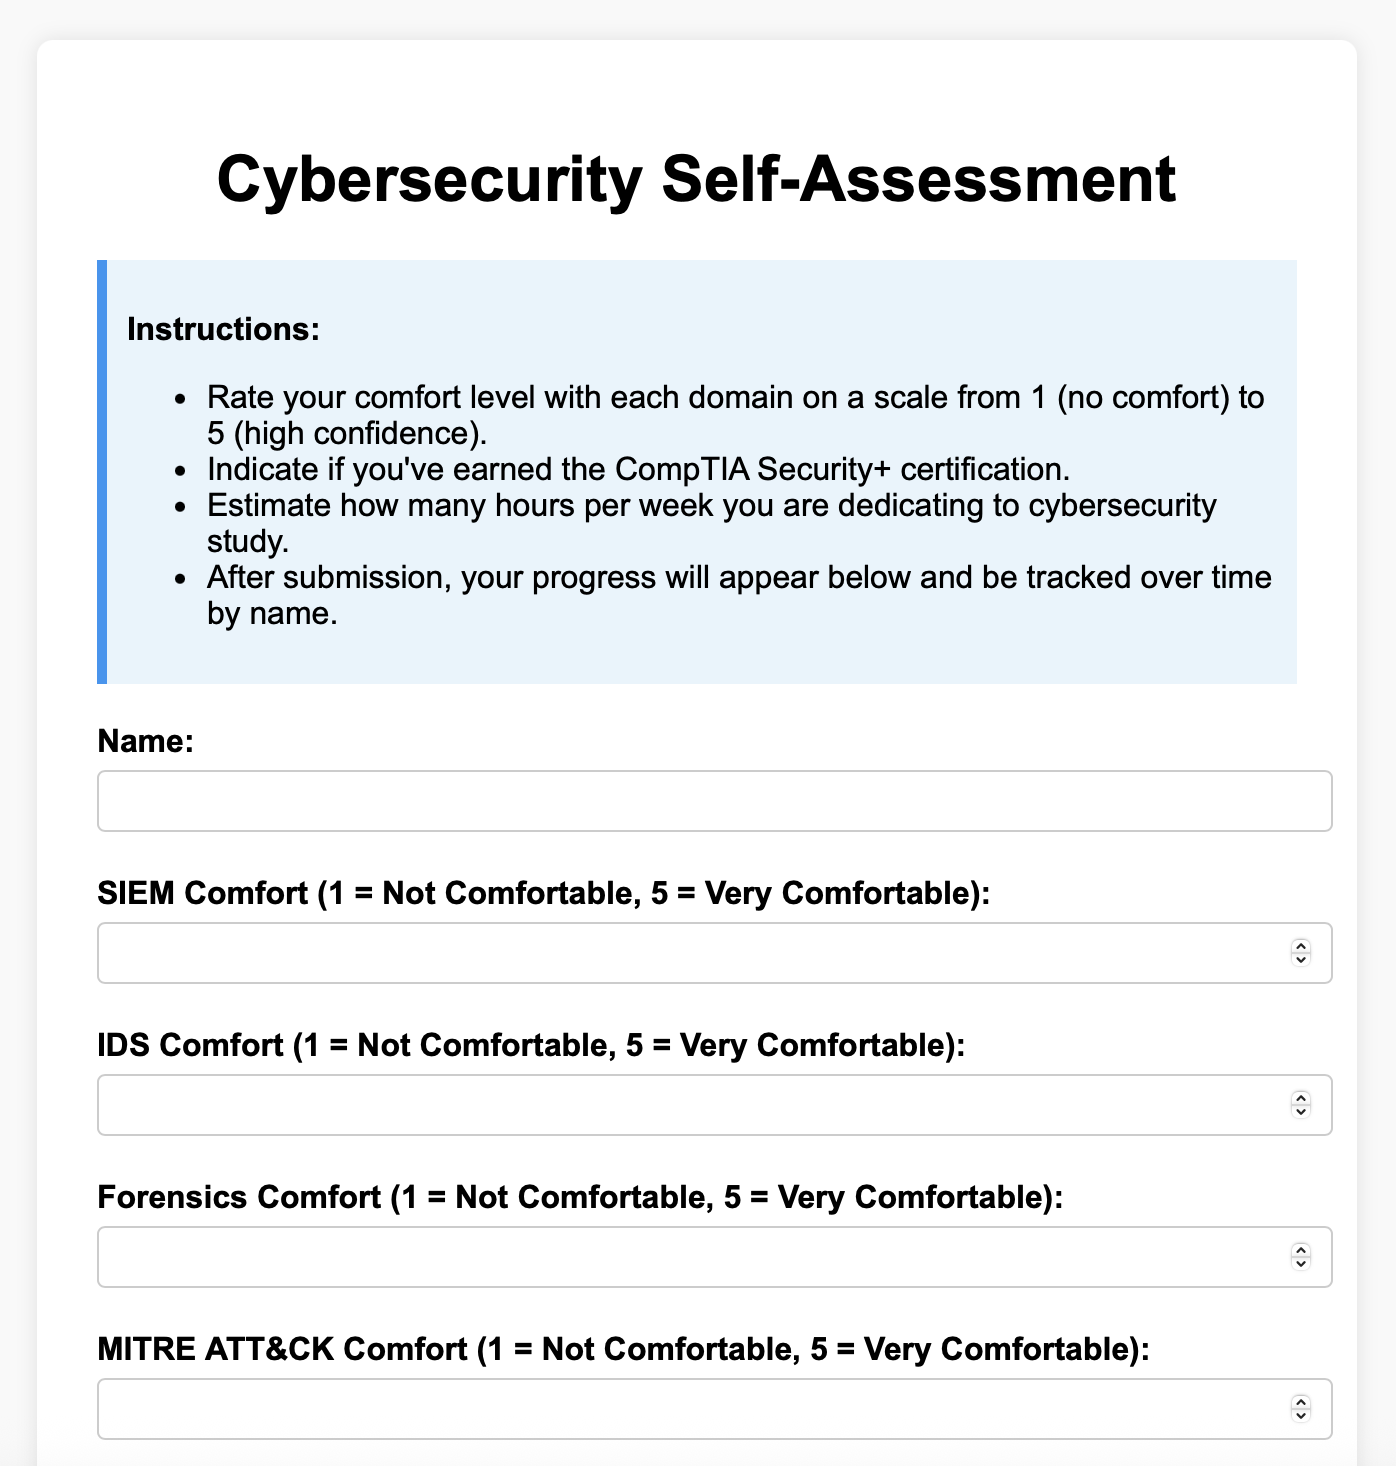 Cybersecurity Self-Assessment
Instructions:
• Rate your comfort level with each domain on a scale from 1 (no comfort) to
5 (high confidence).
• Indicate if you've earned the CompTIA Security+ certification.
• Estimate how many hours per week you are dedicating to cybersecurity
study.
• After submission, your progress will appear below and be tracked over time
by name.
Name:
SIEM Comfort (1 = Not Comfortable, 5 = Very Comfortable):
IDS Comfort (1 = Not Comfortable, 5 = Very Comfortable):
Forensics Comfort (1 = Not Comfortable, 5 = Very Comfortable):
MITRE ATT&CK Comfort (1 = Not Comfortable, 5 = Very Comfortable):